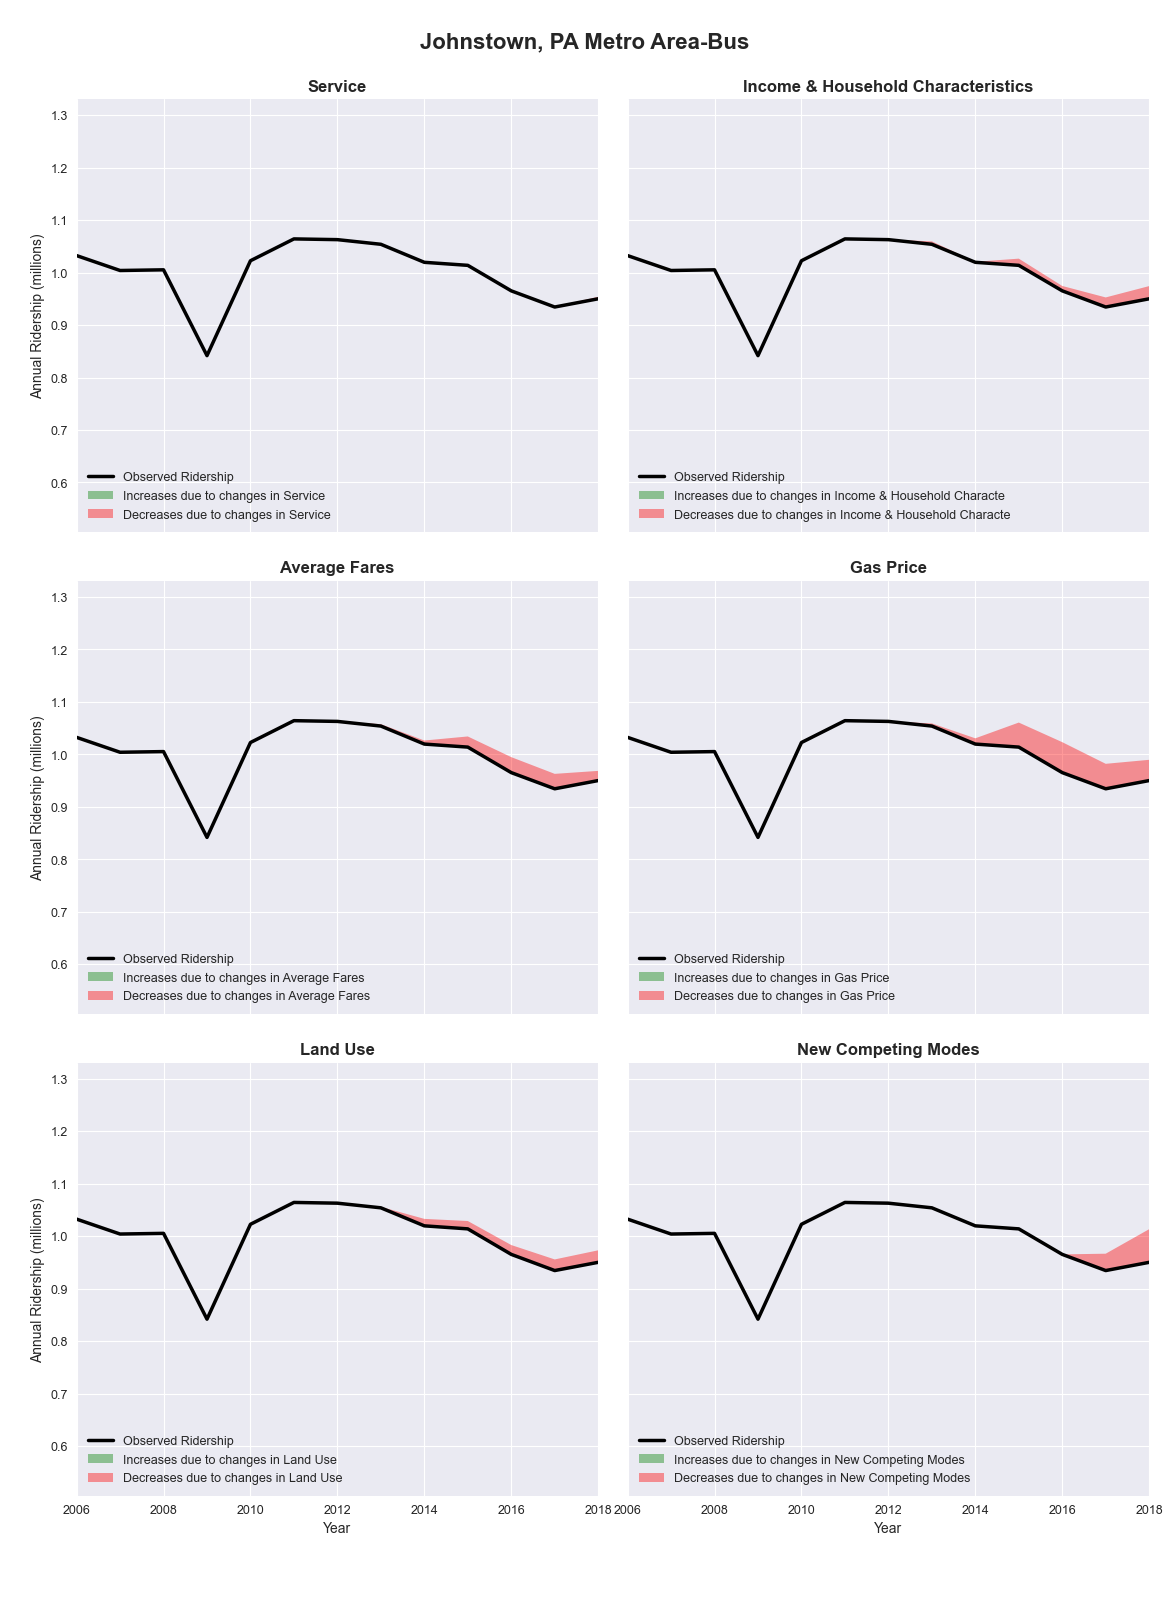 Johnstown, PA Metro Area-Bus
Service
Annual Ridership (millions)
1.3
1.2
1.1
1.0
0.9
0.8
0.7
0.6
Observed Ridership
Increases due to changes in Service
Decreases due to changes in Service
Income & Household Characteristics
Observed Ridership
Increases due to changes in Income & Household Characte
Decreases due to changes in Income & Household Characte
Average Fares
Annual Ridership (millions)
1.3
1.2
1.1
1.0
0.9
0.8
0.7
0.6
Observed Ridership
Increases due to changes in Average Fares
Decreases due to changes in Average Fares
Gas Price
Observed Ridership
Increases due to changes in Gas Price
Decreases due to changes in Gas Price
Land Use
Annual Ridership (millions)
1.3
1.2
1.1
1.0
0.9
0.8
0.7
0.6
Observed Ridership
Increases due to changes in Land Use
Decreases due to changes in Land Use
2006 2008 2010 2012 2014 2016 2018
Year
New Competing Modes
Observed Ridership
Increases due to changes in New Competing Modes
Decreases due to changes in New Competing Modes
2006 2008 2010 2012 2014 2016 2018
Year